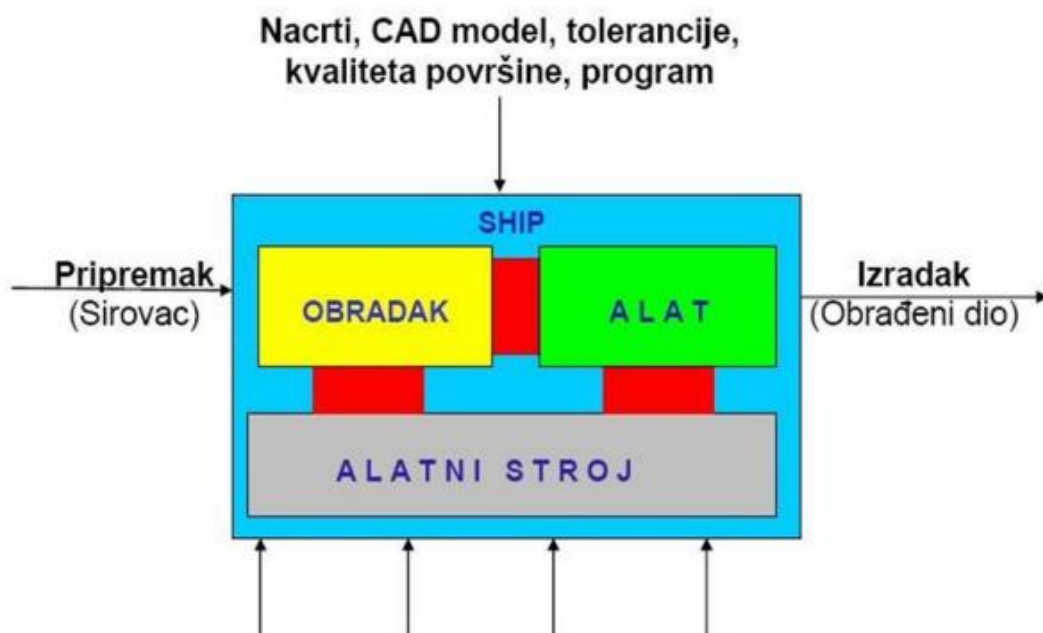 Nacrti, CAD model, tolerancije,
kvaliteta površine, program
SHIP
Pripremak
(Sirovac)
OBRADAK
A L A T
Izradak
(Obrađeni dio)
A L A T N I  S T R O J